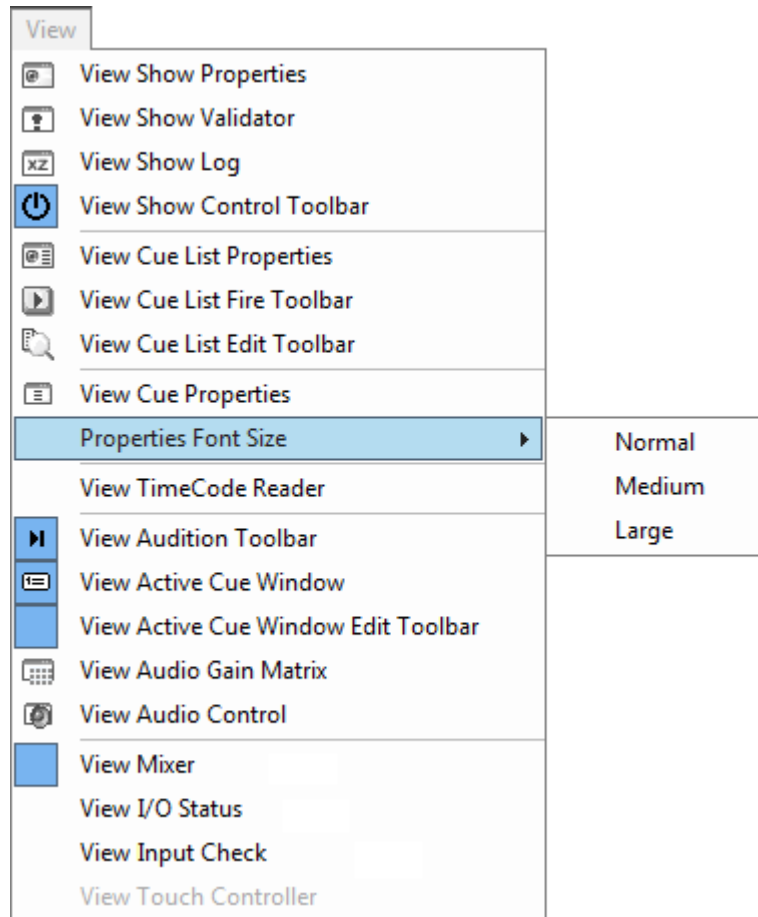 View
View Show Properties
View Show Validator
View Show Log
View Show Control Toolbar
View Cue List Properties
View Cue List Fire Toolbar
View Cue List Edit Toolbar
View Cue Properties
Properties Font Size
Normal
Medium
Large
View TimeCode Reader
View Audition Toolbar
View Active Cue Window
View Active Cue Window Edit Toolbar
View Audio Gain Matrix
View Audio Control
View Mixer
View I/O Status
View Input Check
View Touch Controller